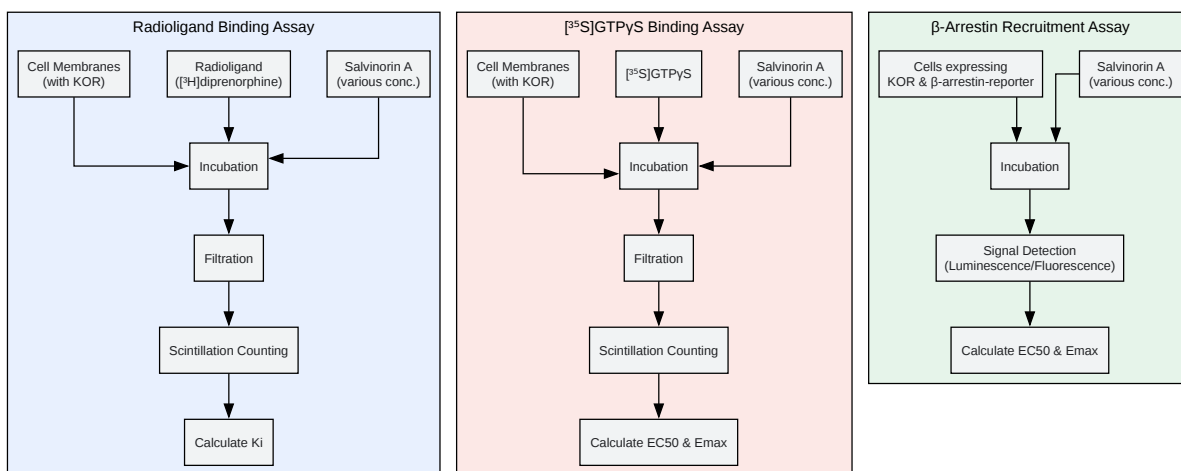 Radioligand Binding Assay
Cell Membranes
(with KOR)
Radioligand
([³H]diprenorphine)
Salvinorin A
(various conc.)
Incubation
Filtration
Scintillation Counting
Calculate Ki
[³⁵S]GTPγS Binding Assay
Cell Membranes
(with KOR)
[³⁵S]GTPγS
Salvinorin A
(various conc.)
Incubation
Filtration
Scintillation Counting
Calculate EC50 & Emax
β-Arrestin Recruitment Assay
Cells expressing
KOR & β-arrestin-reporter
Salvinorin A
(various conc.)
Incubation
Signal Detection
(Luminescence/Fluorescence)
Calculate EC50 & Emax